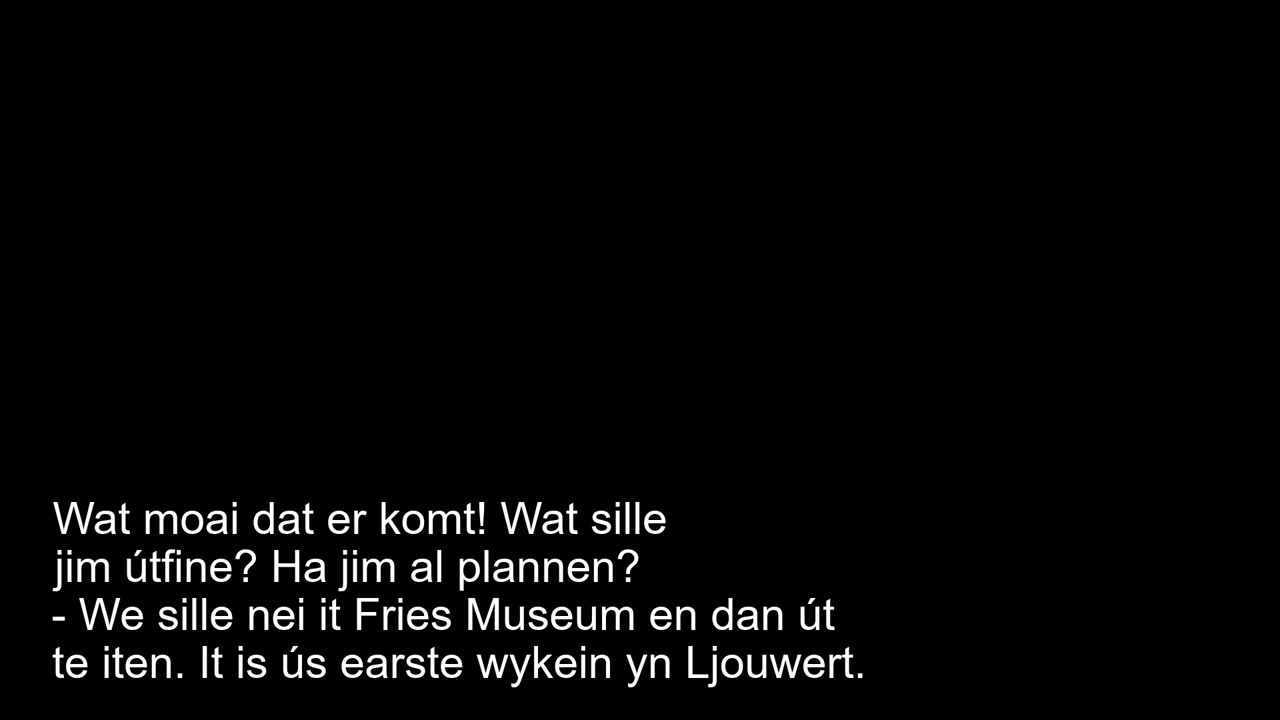 Wat moai dat er komt! Wat sille
jim útfine? Ha jim al plannen?
- We sille nei it Fries Museum en dan út
te iten. It is ús earste wykein yn Ljouwert.